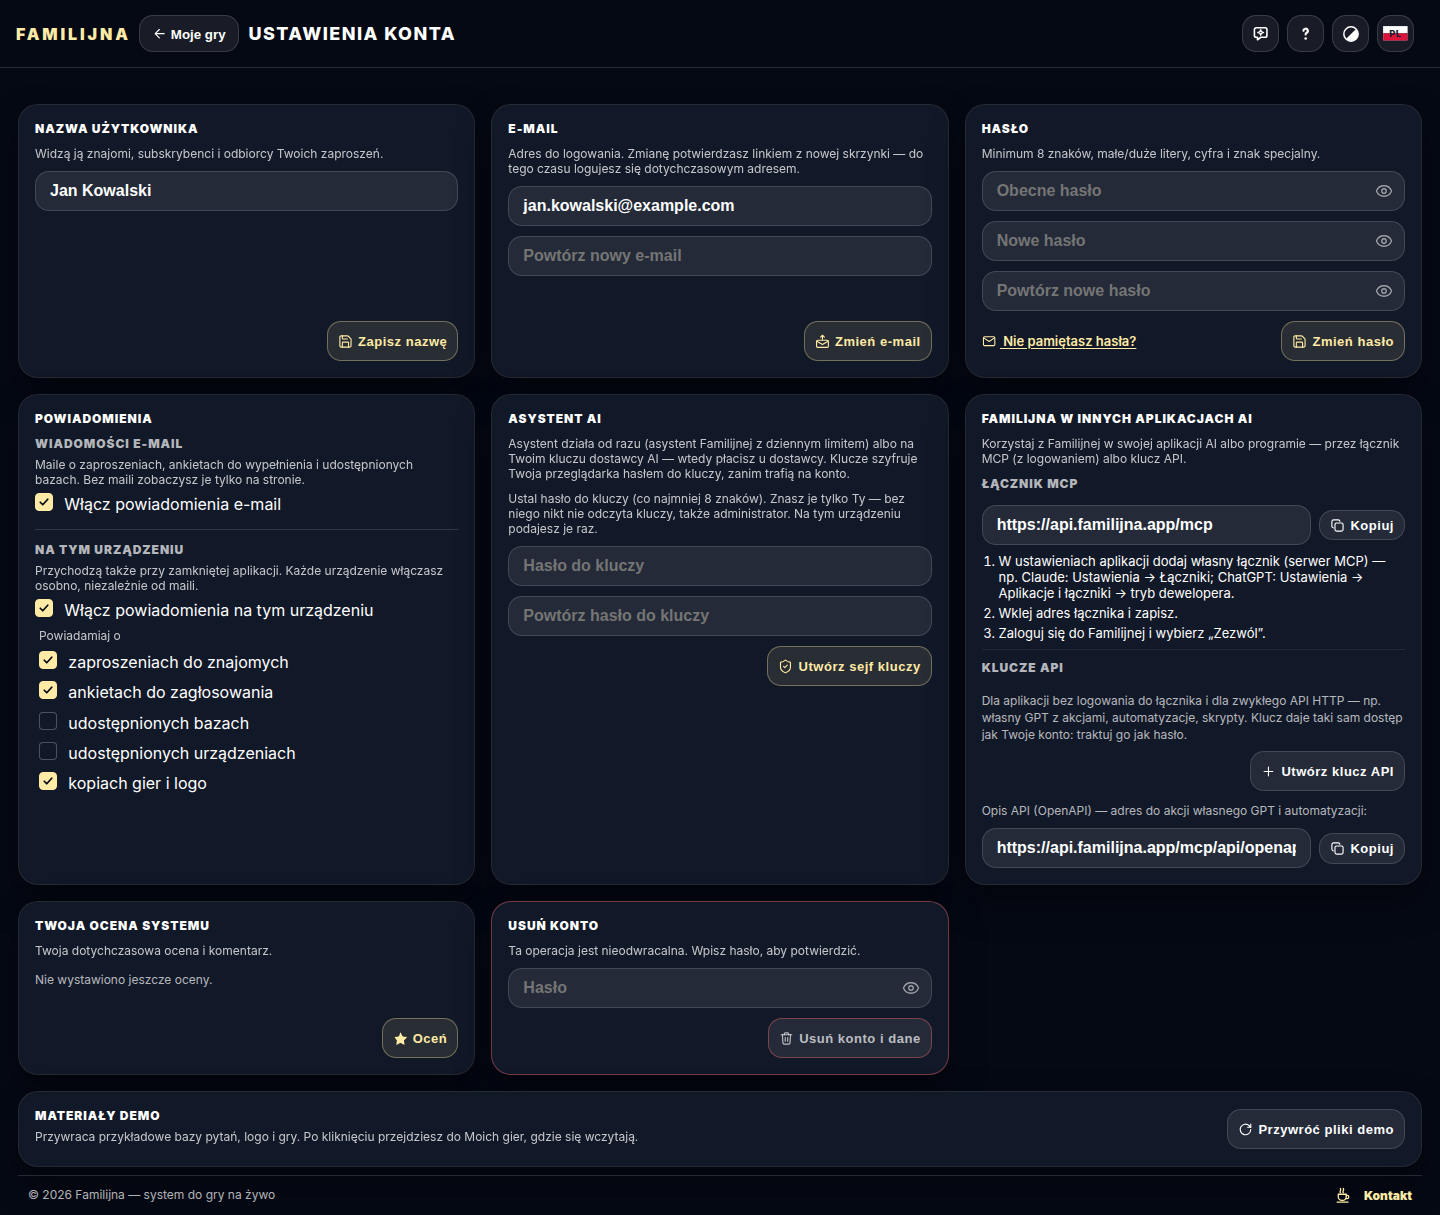 FAMILIJNA
← Moje gry
USTAWIENIA KONTA
?
PL
NAZWA UŻYTKOWNIKA
Widzą ją znajomi, subskrybenci i odbiorcy Twoich zaproszeń.
Jan Kowalski
Zapisz nazwę
E-MAIL
Adres do logowania. Zmianę potwierdzasz linkiem z nowej skrzynki — do
tego czasu logujesz się dotychczasowym adresem.
jan.kowalski@example.com
Powtórz nowy e-mail
Zmień e-mail
HASŁO
Minimum 8 znaków, małe/duże litery, cyfra i znak specjalny.
Obecne hasło
Nowe hasło
Powtórz nowe hasło
Nie pamiętasz hasła?
Zmień hasło
POWIADOMIENIA
WIADOMOŚCI E-MAIL
Maile o zaproszeniach, ankietach do wypełnienia i udostępnionych
bazach. Bez maili zobaczysz je tylko na stronie.
Włącz powiadomienia e-mail
NA TYM URZĄDZENIU
Przychodzą także przy zamkniętej aplikacji. Każde urządzenie włączasz
osobno, niezależnie od maili.
Włącz powiadomienia na tym urządzeniu
Powiadamiaj o
zaproszeniach do znajomych
ankietach do zagłosowania
udostępnionych bazach
udostępnionych urządzeniach
kopiach gier i logo
ASYSTENT AI
Asystent działa od razu (asystent Familijnej z dziennym limitem) albo na
Twoim kluczu dostawcy AI — wtedy płacisz u dostawcy. Klucze szyfruje
Twoja przeglądarka hasłem do kluczy, zanim trafią na konto.
Ustal hasło do kluczy (co najmniej 8 znaków). Znasz je tylko Ty — bez
niego nikt nie odczyta kluczy, także administrator. Na tym urządzeniu
podajesz je raz.
Hasło do kluczy
Powtórz hasło do kluczy
Utwórz sejf kluczy
FAMILIJNA W INNYCH APLIKACJACH AI
Korzystaj z Familijnej w swojej aplikacji AI albo programie — przez łącznik
MCP (z logowaniem) albo klucz API.
ŁĄCZNIK MCP
https://api.familijna.app/mcp
Kopiuj
1. W ustawieniach aplikacji dodaj własny łącznik (serwer MCP) —
np. Claude: Ustawienia → Łączniki; ChatGPT: Ustawienia →
Aplikacje i łączniki → tryb dewelopera.
2. Wklej adres łącznika i zapisz.
3. Zaloguj się do Familijnej i wybierz „Zezwól”.
KLUCZE API
Dla aplikacji bez logowania do łącznika i dla zwykłego API HTTP — np.
własny GPT z akcjami, automatyzacje, skrypty. Klucz daje taki sam dostęp
jak Twoje konto: traktuj go jak hasło.
+ Utwórz klucz API
Opis API (OpenAPI) — adres do akcji własnego GPT i automatyzacji:
https://api.familijna.app/mcp/api/openap
Kopiuj
TWOJA OCENA SYSTEMU
Twoja dotychczasowa ocena i komentarz.
Nie wystawiono jeszcze oceny.
Oceń
USUŃ KONTO
Ta operacja jest nieodwracalna. Wpisz hasło, aby potwierdzić.
Hasło
Usuń konto i dane
MATERIAŁY DEMO
Przywraca przykładowe bazy pytań, logo i gry. Po kliknięciu przejdziesz do Moich gier, gdzie się wczytają.
Przywróć pliki demo
© 2026 Familijna — system do gry na żywo
Kontakt